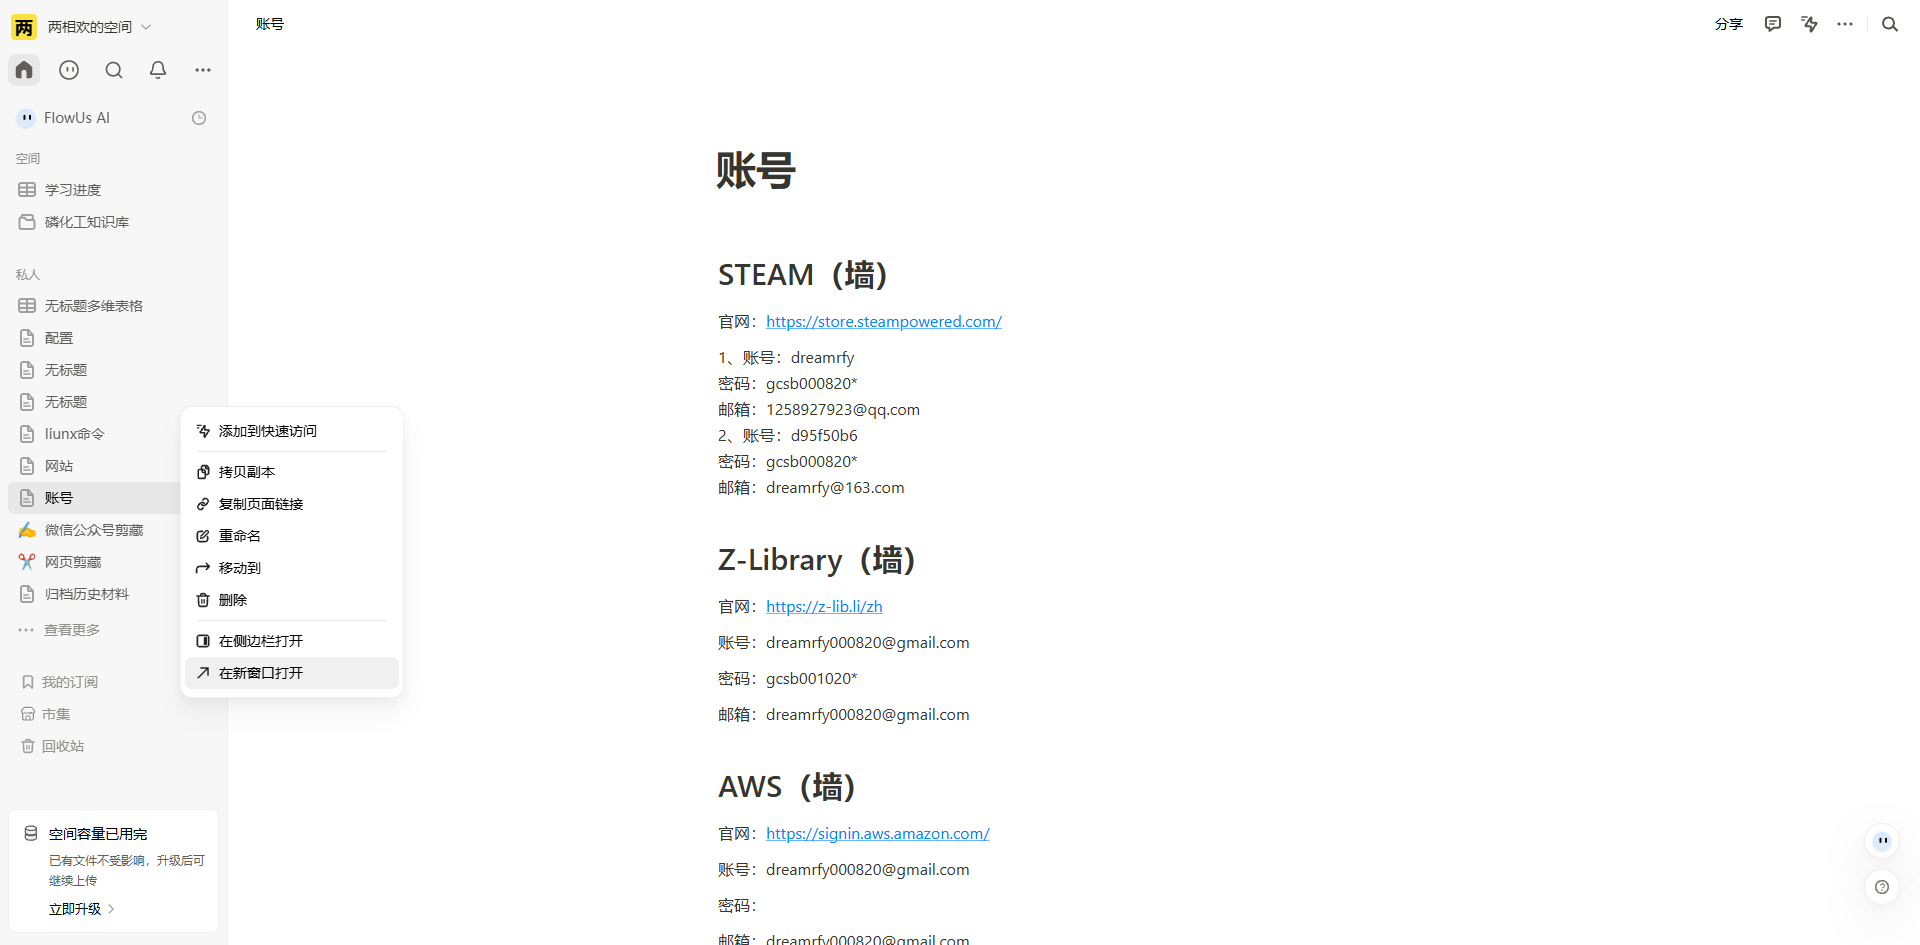 两 两相欢的空间
FlowUs AI
空间
学习进度
磷化工知识库
私人
无标题多维表格
配置
无标题
无标题
liunx命令
网站
账号
微信公众号剪藏
网页剪藏
归档历史材料
查看更多
我的订阅
市集
回收站
空间容量已用完
已有文件不受影响，升级后可
继续上传
立即升级
添加到快速访问
拷贝副本
复制页面链接
重命名
移动到
删除
在侧边栏打开
在新窗口打开
账号
分享
账号
STEAM（墙）
官网：https://store.steampowered.com/
1、账号：dreamrfy
密码：gcsb000820*
邮箱：1258927923@qq.com
2、账号：d95f50b6
密码：gcsb000820*
邮箱：dreamrfy@163.com
Z-Library（墙）
官网：https://z-lib.li/zh
账号：dreamrfy000820@gmail.com
密码：gcsb001020*
邮箱：dreamrfy000820@gmail.com
AWS（墙）
官网：https://signin.aws.amazon.com/
账号：dreamrfy000820@gmail.com
密码：
邮箱：dreamrfy000820@gmail.com